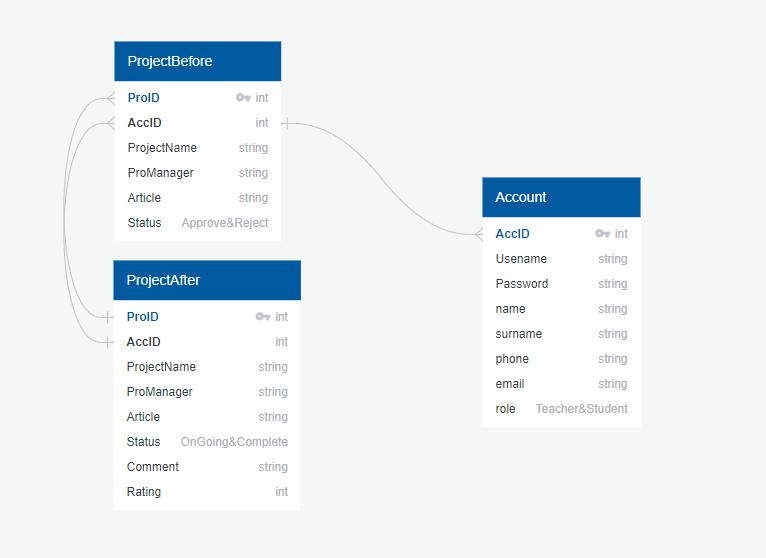 ProjectBefore
ProID int
AccID int
ProjectName string
ProManager string
Article string
Status Approve&Reject
ProjectAfter
ProID int
AccID int
ProjectName string
ProManager string
Article string
Status OnGoing&Complete
Comment string
Rating int
Account
AccID int
Usename string
Password string
name string
surname string
phone string
email string
role Teacher&Student